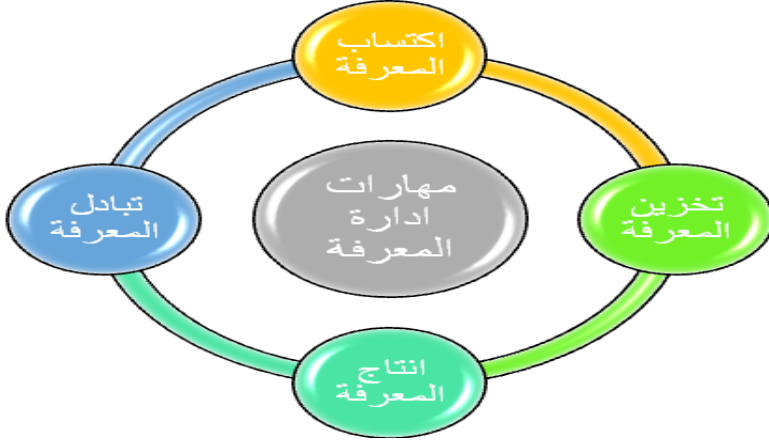 اكتساب
المعرفة
مهارات
ادارة
المعرفة
تخزين
المعرفة
تبادل
المعرفة
انتاج
المعرفة